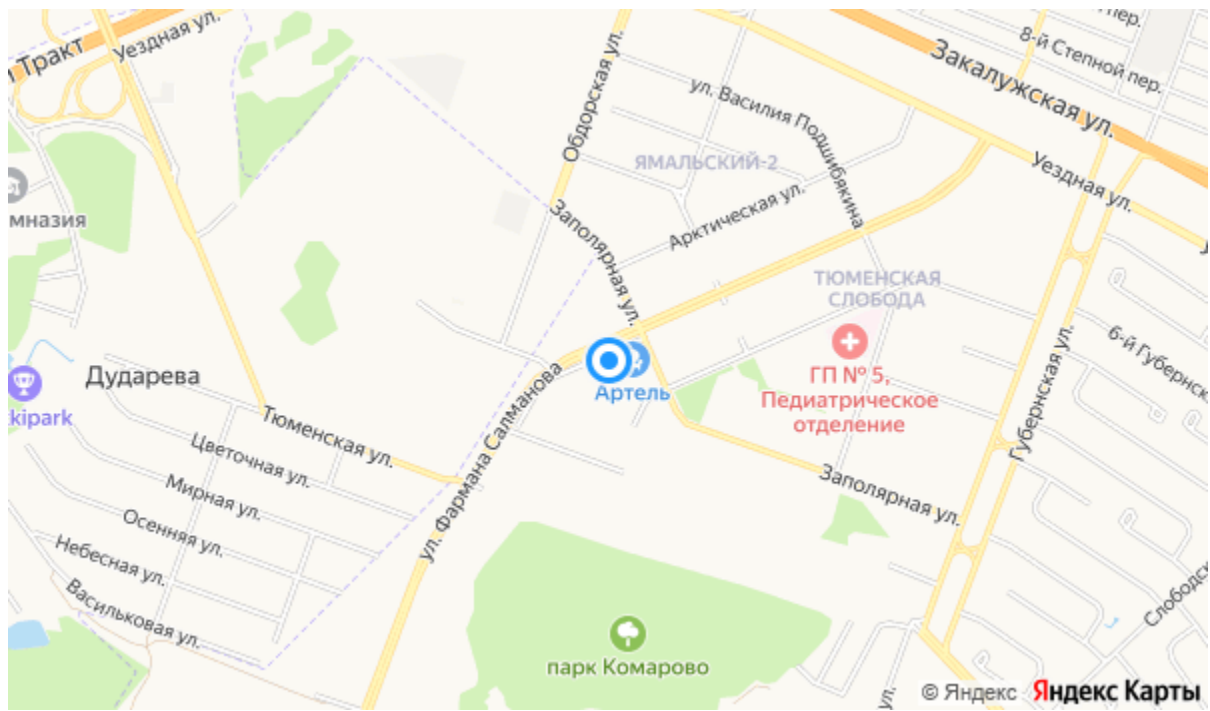 Тракт
Уездная ул.
Обдорская ул.
ул. Василия Подшибякина
Закалужская ул.
пер.
8-й Степной пер.
ЯМАЛЬСКИЙ-2
Уездная ул.
мназия
Заполярная ул.
Арктическая ул.
ТЮМЕНСКАЯ
СЛОБОДА
6-й Губернск
Дударева
kipark
Артель
ГП № 5,
Педиатрическое
отделение
Губернская ул.
Тюменская ул.
Цветочная ул.
Мирная ул.
ул. Фармана Салманова
Заполярная ул.
Осенняя ул.
Небесная ул.
Васильковая ул.
Слободск
парк Комарово
ул.
© Яндекс Яндекс Карты